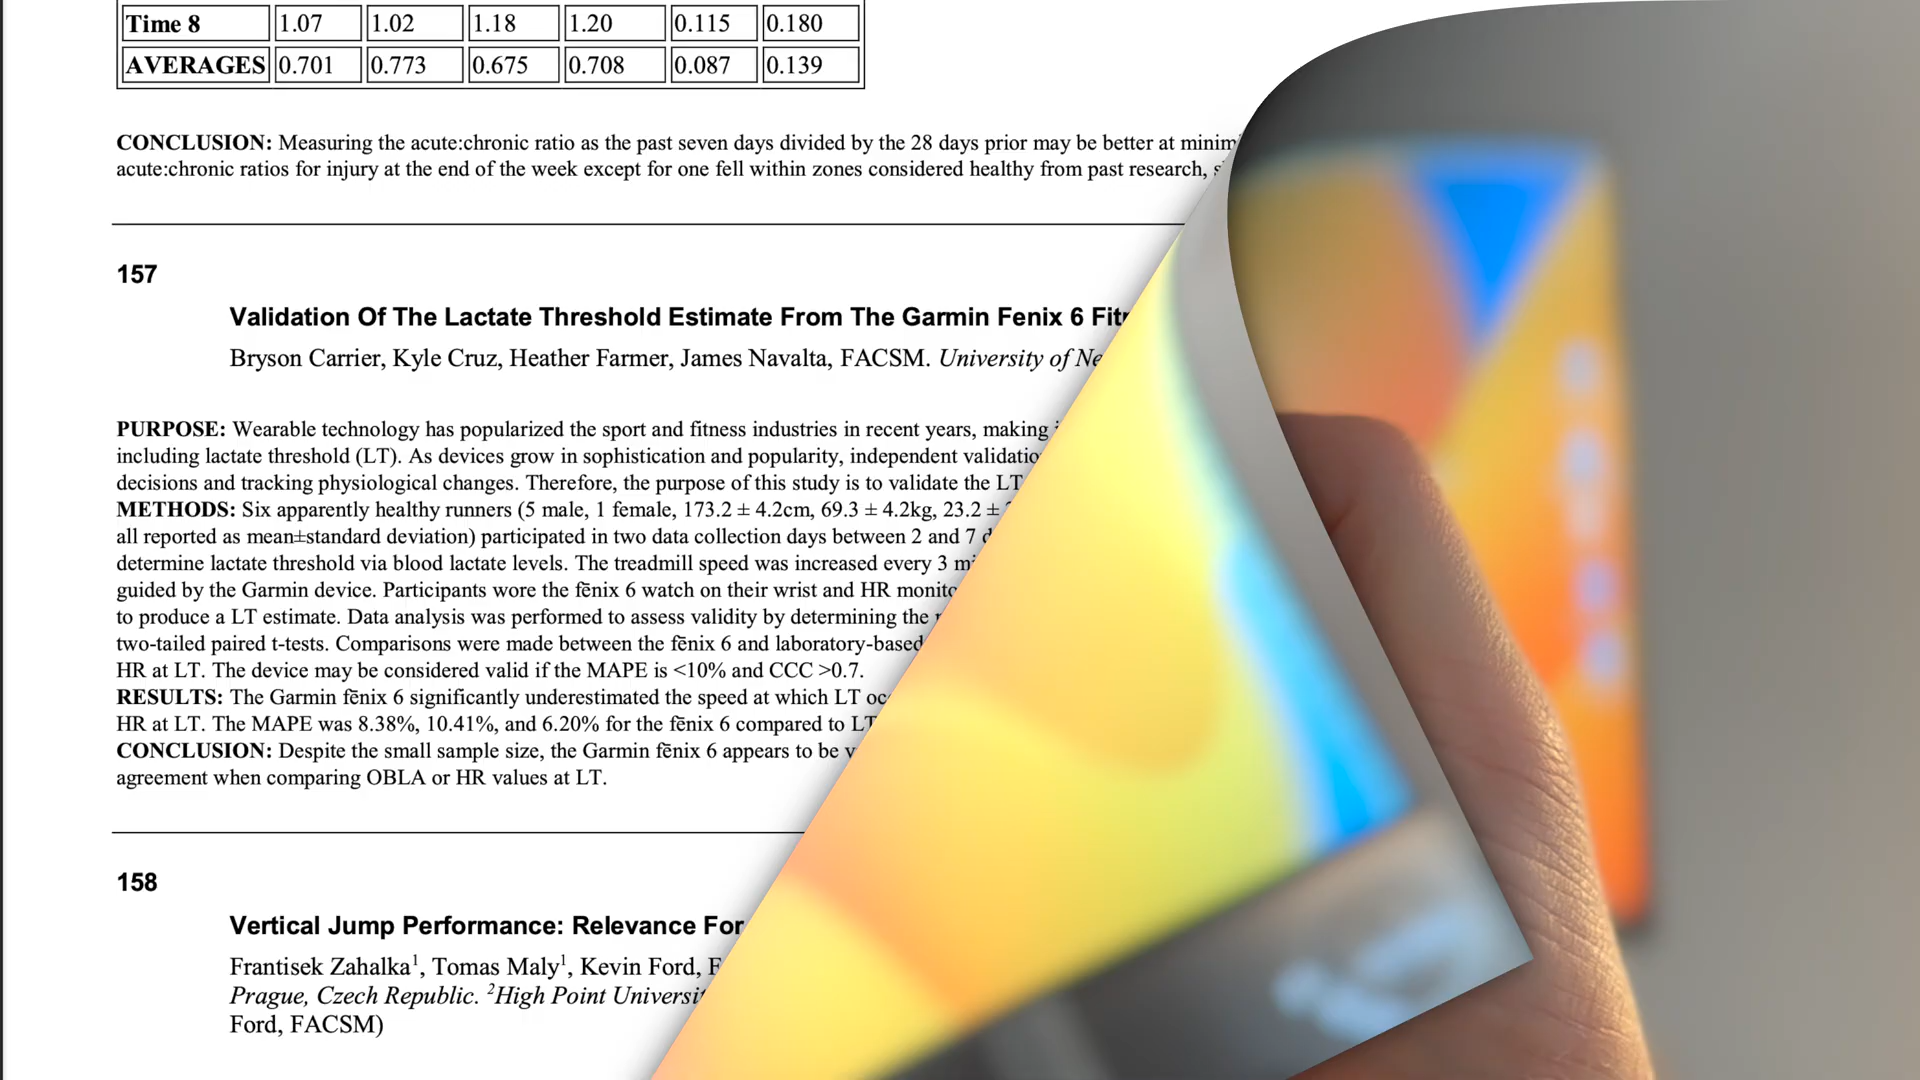 Time 8 1.07 1.02 1.18 1.20 0.115 0.180
AVERAGES 0.701 0.773 0.675 0.708 0.087 0.139
CONCLUSION: Measuring the acute:chronic ratio as the past seven days divided by the 28 days prior may be better at
acute:chronic ratios for injury at the end of the week except for one fell within zones considered healthy from past research,
157
Validation Of The Lactate Threshold Estimate From The Garmin Fenix 6
Bryson Carrier, Kyle Cruz, Heather Farmer, James Navalta, FACSM. University of
PURPOSE: Wearable technology has popularized the sport and fitness industries in recent years, making
including lactate threshold (LT). As devices grow in sophistication and popularity, independent
decisions and tracking physiological changes. Therefore, the purpose of this study is to validate the LT
METHODS: Six apparently healthy runners (5 male, 1 female, 173.2 ± 4.2cm, 69.3 ± 4.2kg, 23.2 ±
all reported as mean±standard deviation) participated in two data collection days between 2 and 7
determine lactate threshold via blood lactate levels. The treadmill speed was increased every 3
guided by the Garmin device. Participants wore the fēnix 6 watch on their wrist and HR
to produce a LT estimate. Data analysis was performed to assess validity by determining the
two-tailed paired t-tests. Comparisons were made between the fēnix 6 and laboratory-based
HR at LT. The device may be considered valid if the MAPE is <10% and CCC >0.7.
RESULTS: The Garmin fēnix 6 significantly underestimated the speed at which LT
HR at LT. The MAPE was 8.38%, 10.41%, and 6.20% for the fēnix 6 compared to LT
CONCLUSION: Despite the small sample size, the Garmin fēnix 6 appears to be
agreement when comparing OBLA or HR values at LT.
158
Vertical Jump Performance: Relevance For
Frantisek Zahalka¹, Tomas Maly¹, Kevin Ford,
Prague, Czech Republic. ²High Point
Ford, FACSM)